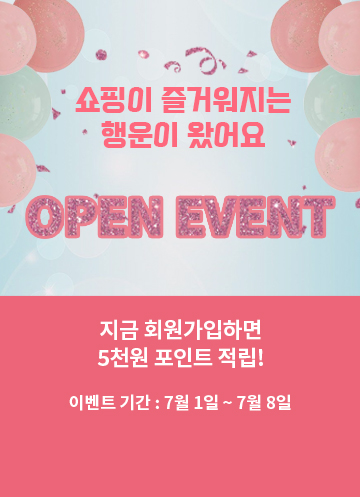 쇼핑이 즐거워지는
행운이 왔어요
OPEN EVENT
지금 회원가입하면
5천원 포인트 적립!
이벤트 기간 : 7월 1일 ~ 7월 8일